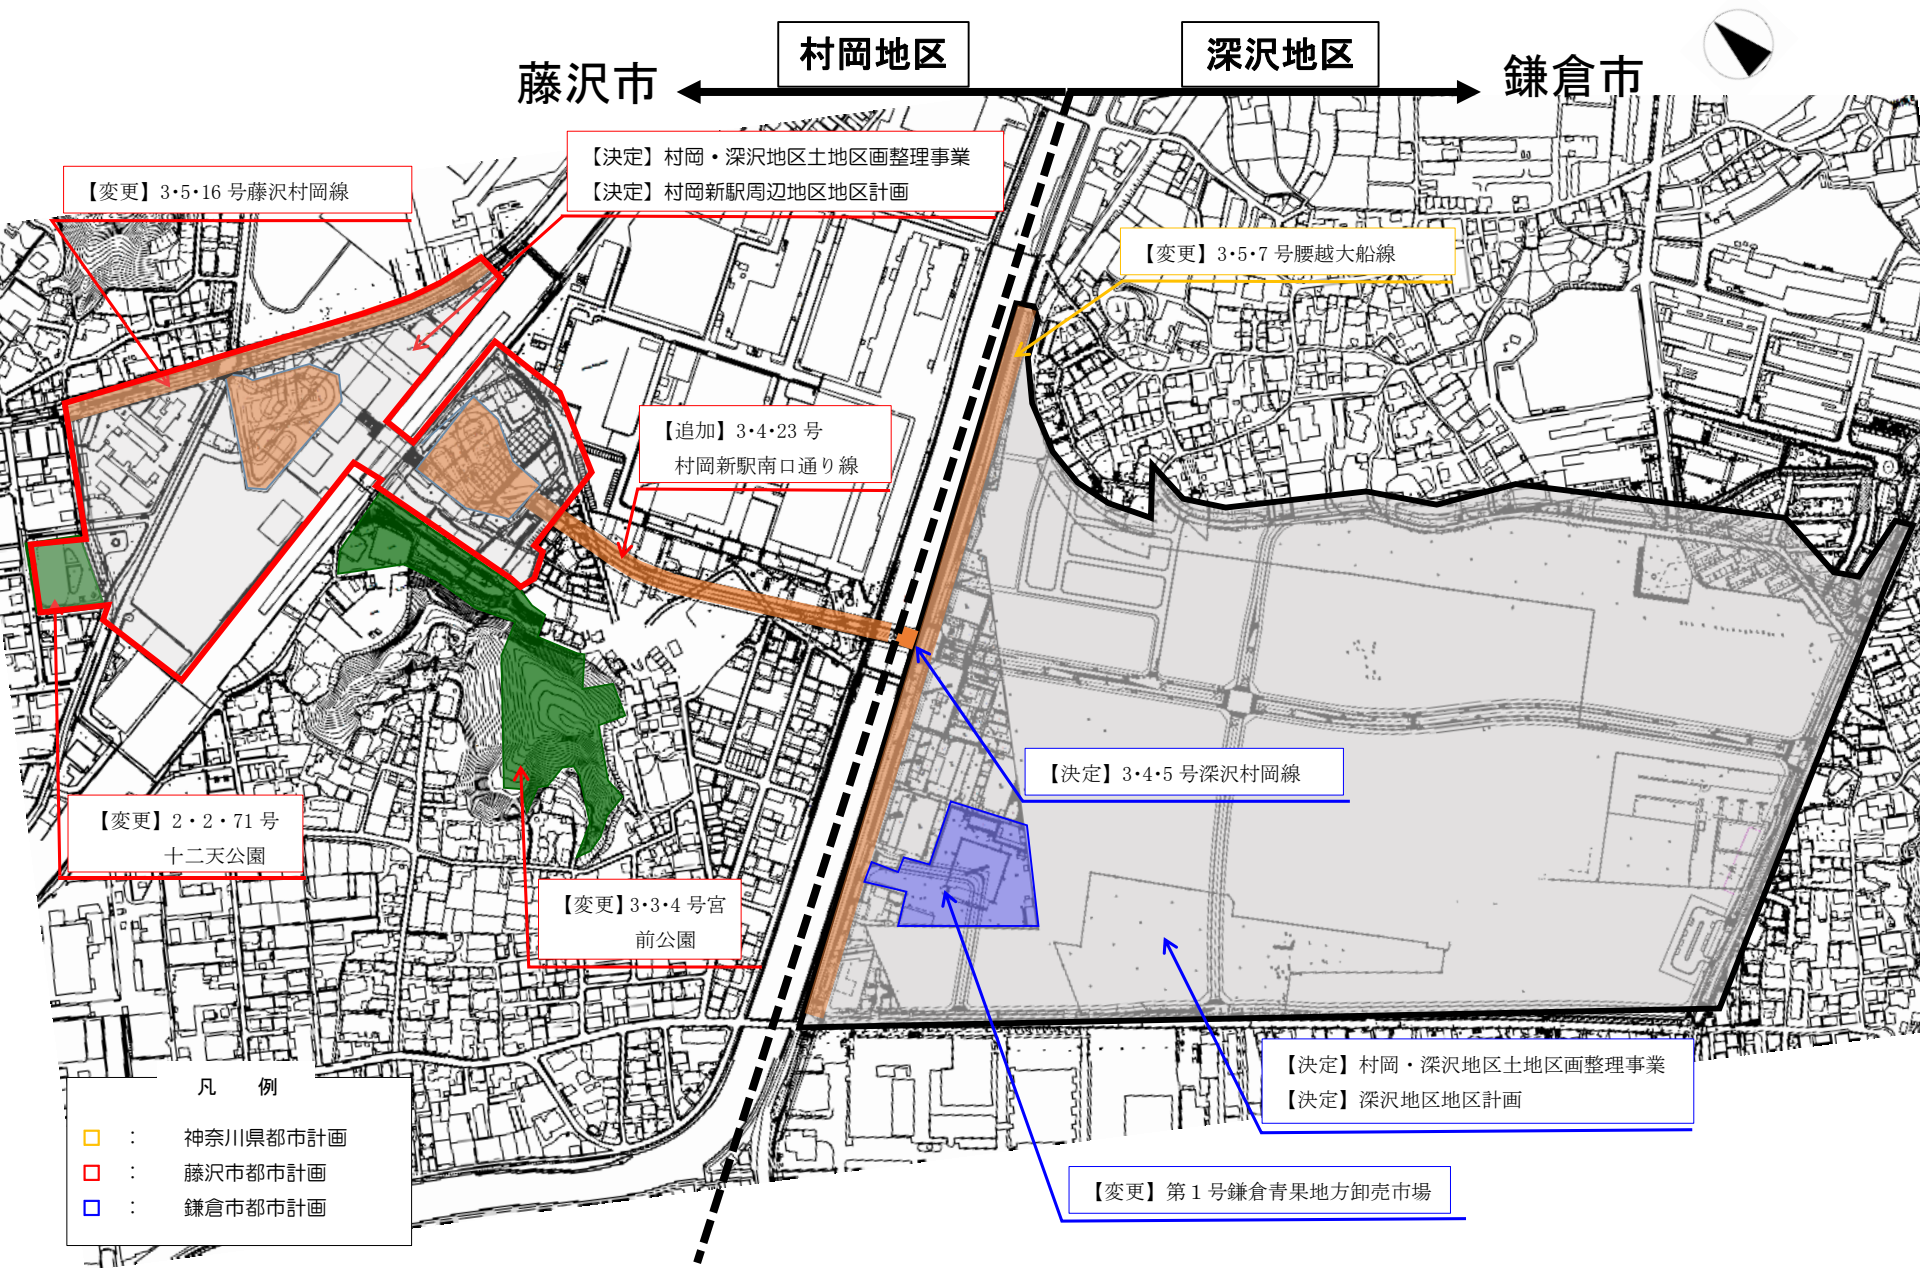 村岡地区
深沢地区
藤沢市
鎌倉市
【決定】村岡・深沢地区土地区画整理事業
【決定】村岡新駅周辺地区地区計画
【変更】3・5・16 号藤沢村岡線
【変更】3・5・7 号腰越大船線
【追加】3・4・23 号
村岡新駅南口通り線
【決定】3・4・5 号深沢村岡線
【変更】2・2・71 号
十二天公園
【変更】3・3・4 号宮
前公園
【決定】村岡・深沢地区土地区画整理事業
【決定】深沢地区地区計画
【変更】第１号鎌倉青果地方卸売市場
凡 例
： 神奈川県都市計画
： 藤沢市都市計画
： 鎌倉市都市計画